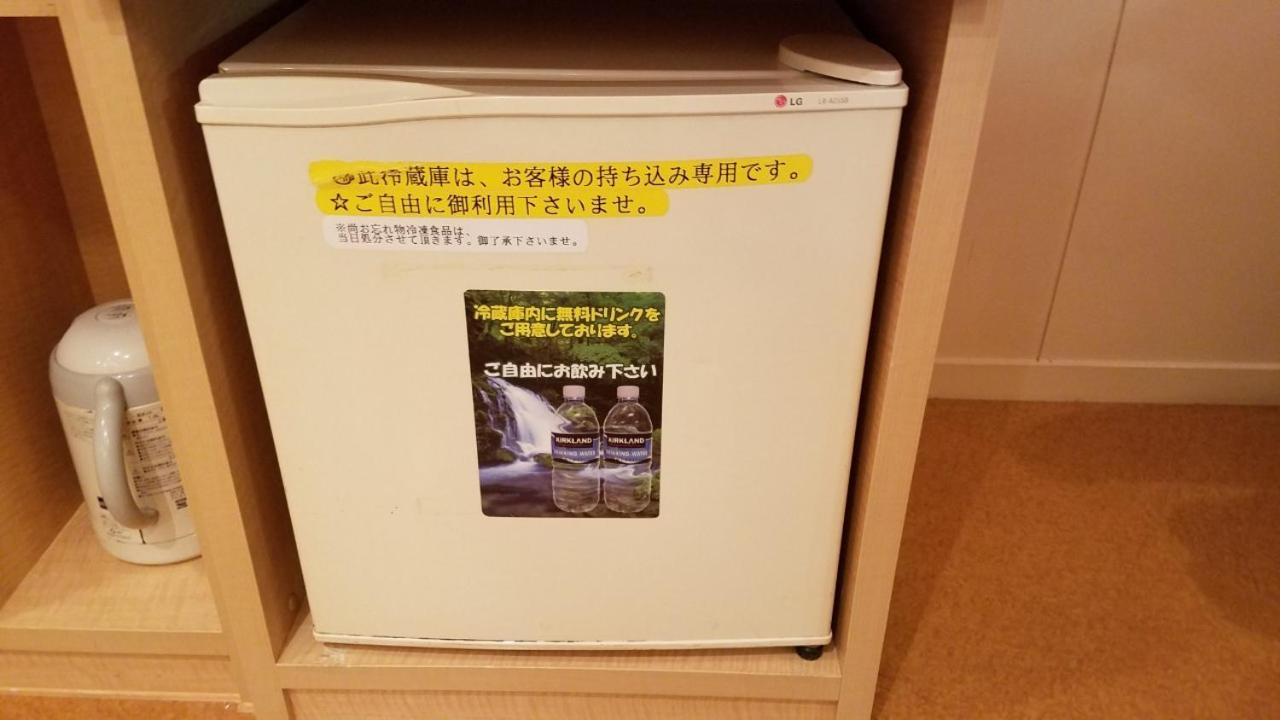 LG
此冷蔵庫は、お客様の持ち込み専用です。
☆ご自由に御利用下さいませ。
※尚お忘れ物冷凍食品は、
当日処分させて頂きます。御了承下さいませ。
冷蔵庫内に無料ドリンクを
ご用意しております。
ご自由にお飲み下さい
KIRKLAND KIRKLAND
DRINKING WATER DRINKING WATER